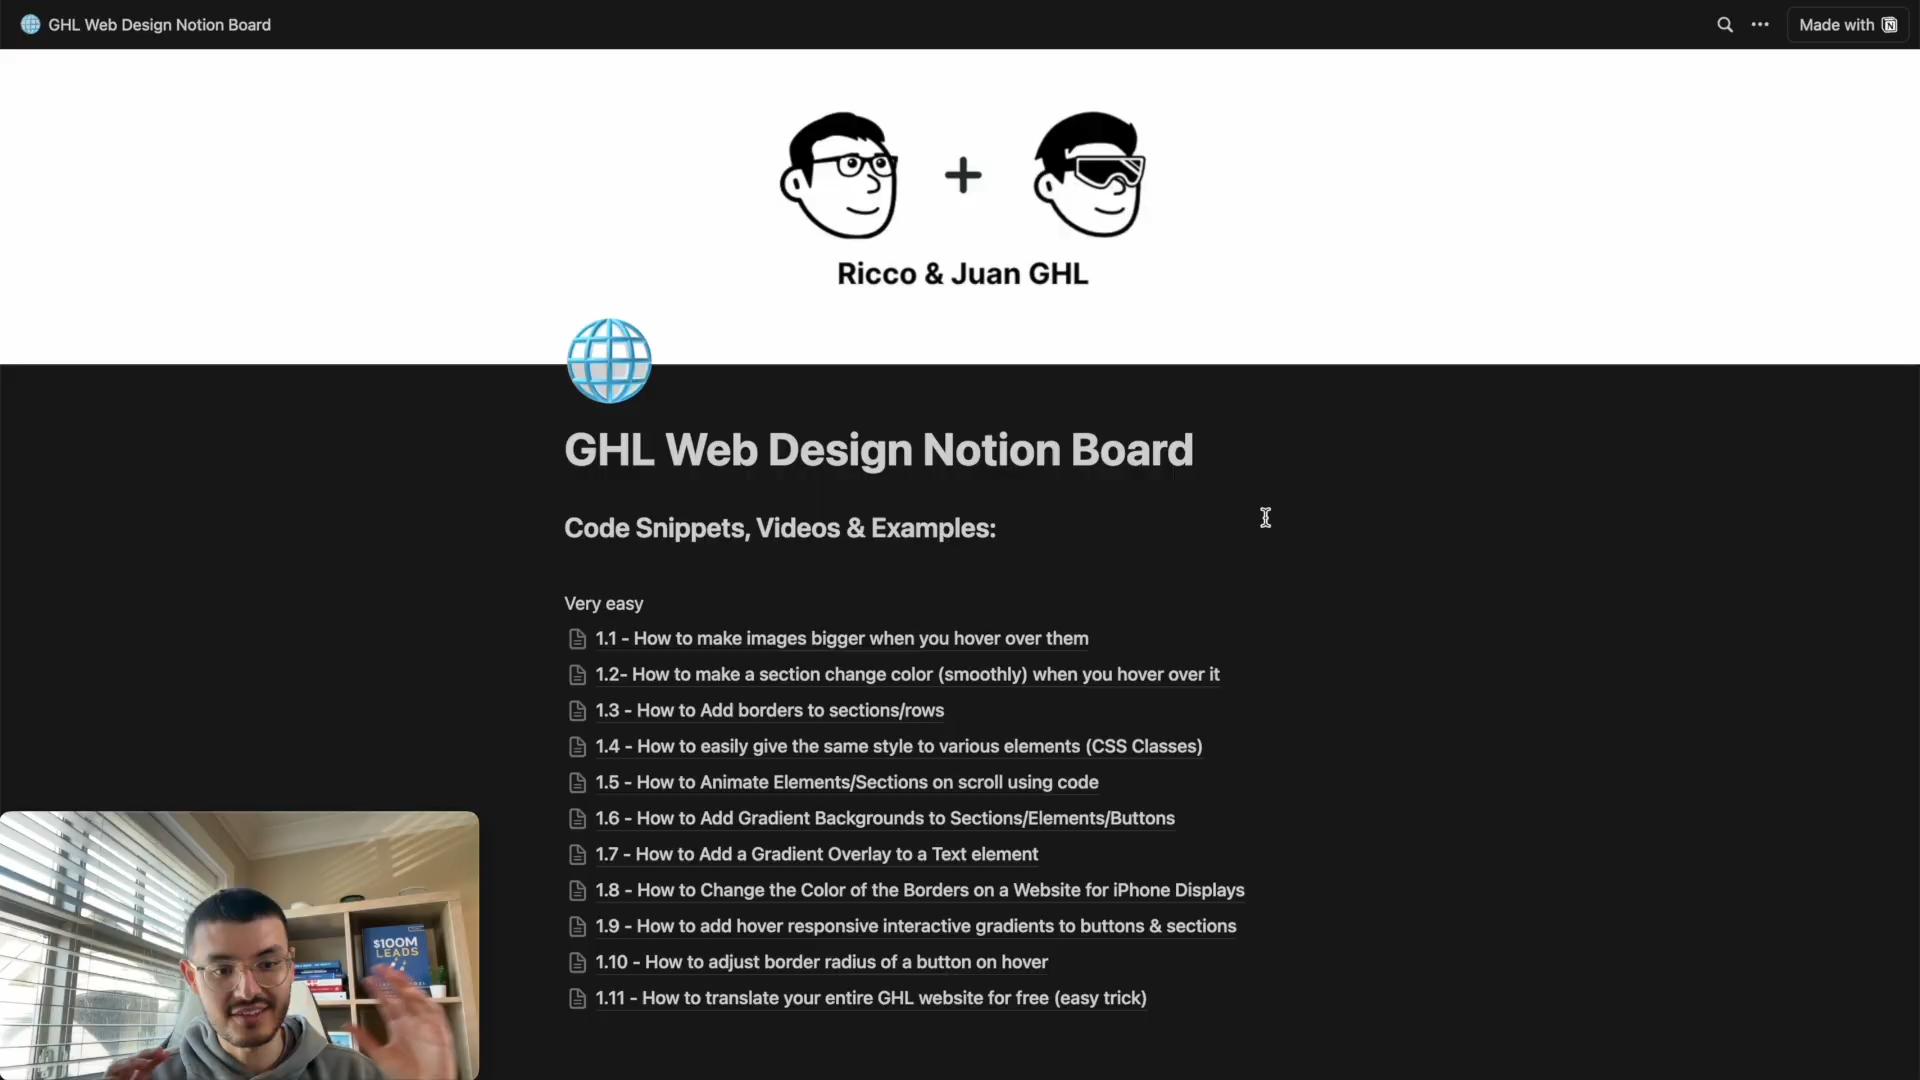 GHL Web Design Notion Board
Made with
Ricco & Juan GHL
GHL Web Design Notion Board
Code Snippets, Videos & Examples:
Very easy
1.1 - How to make images bigger when you hover over them
1.2- How to make a section change color (smoothly) when you hover over it
1.3 - How to Add borders to sections/rows
1.4 - How to easily give the same style to various elements (CSS Classes)
1.5 - How to Animate Elements/Sections on scroll using code
1.6 - How to Add Gradient Backgrounds to Sections/Elements/Buttons
1.7 - How to Add a Gradient Overlay to a Text element
1.8 - How to Change the Color of the Borders on a Website for iPhone Displays
1.9 - How to add hover responsive interactive gradients to buttons & sections
1.10 - How to adjust border radius of a button on hover
1.11 - How to translate your entire GHL website for free (easy trick)
$100M
LEADS